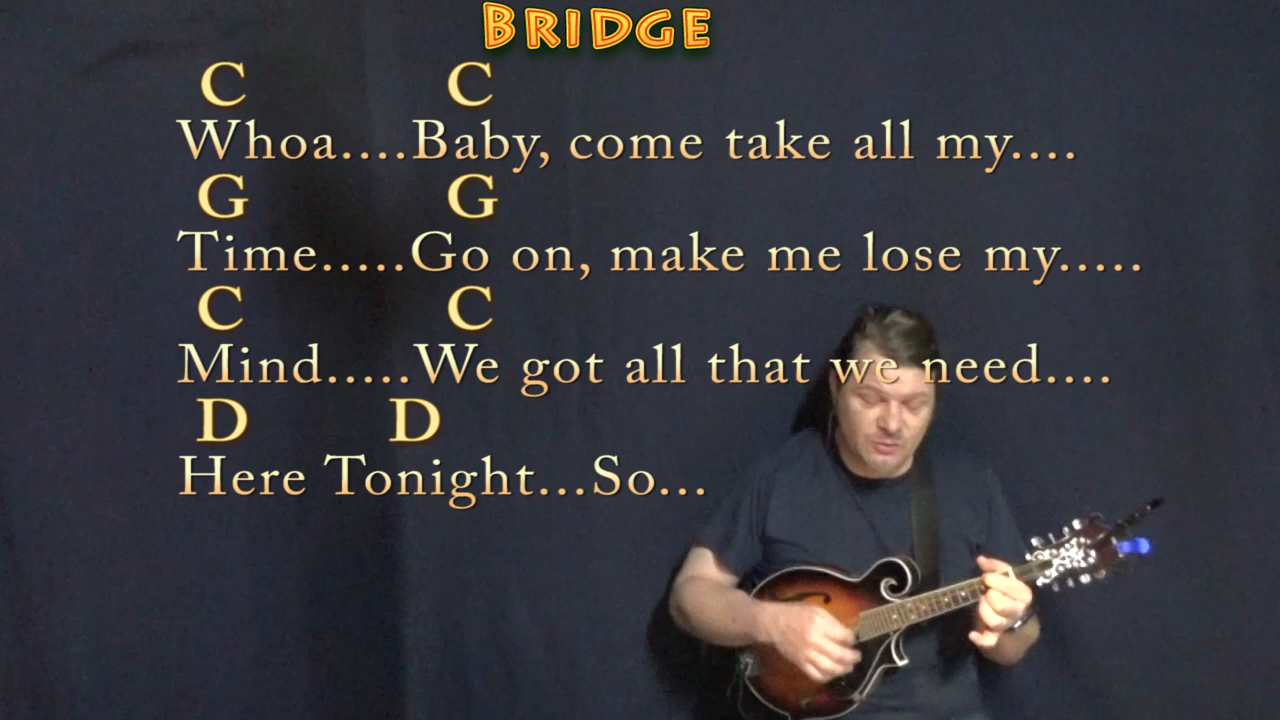 BRIDGE
C C
Whoa....Baby, come take all my....
G G
Time.....Go on, make me lose my.....
C C
Mind.....We got all that we need....
D D
Here Tonight...So...